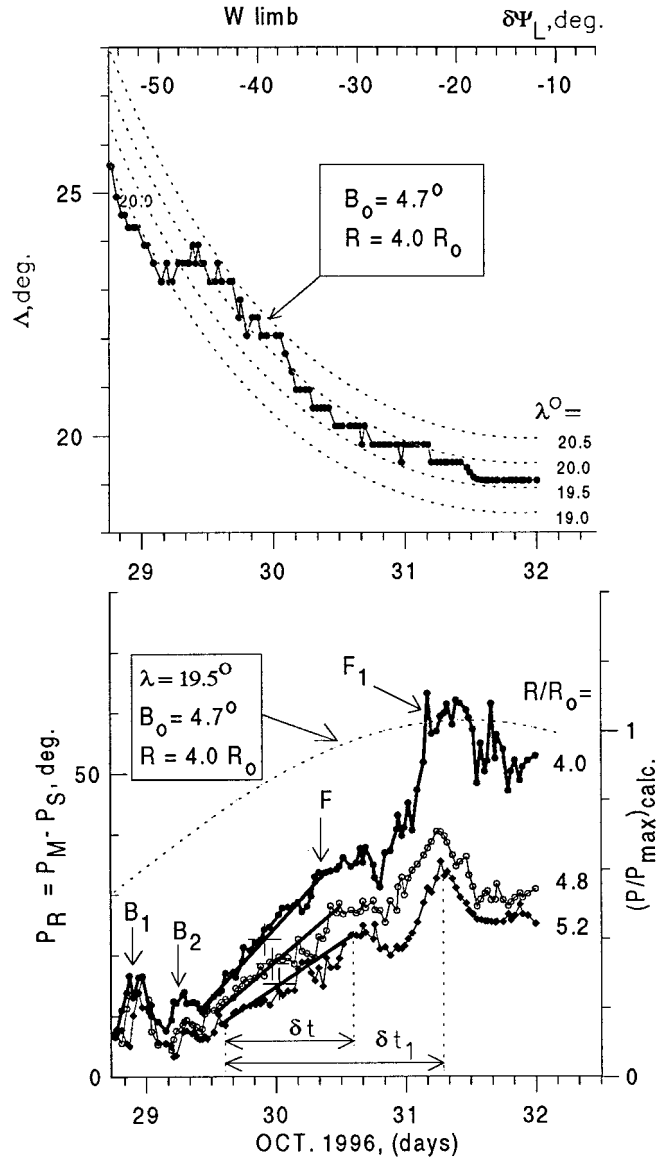 W limb δΨL,deg.
-50 -40 -30 -20 -10
25
20
Λ,deg.
20.0
Bo = 4.7°
R = 4.0 Ro
λ° =
20.5
20.0
19.5
19.0
29 30 31 32
λ = 19.5°
Bo = 4.7°
R = 4.0 Ro
F1
R/Ro=
1
4.0
50
F
4.8
5.2
B1
B2
δt
δt1
0
0
PR = PM - PS, deg.
(P/Pmax)calc.
29 30 31 32
OCT. 1996, (days)